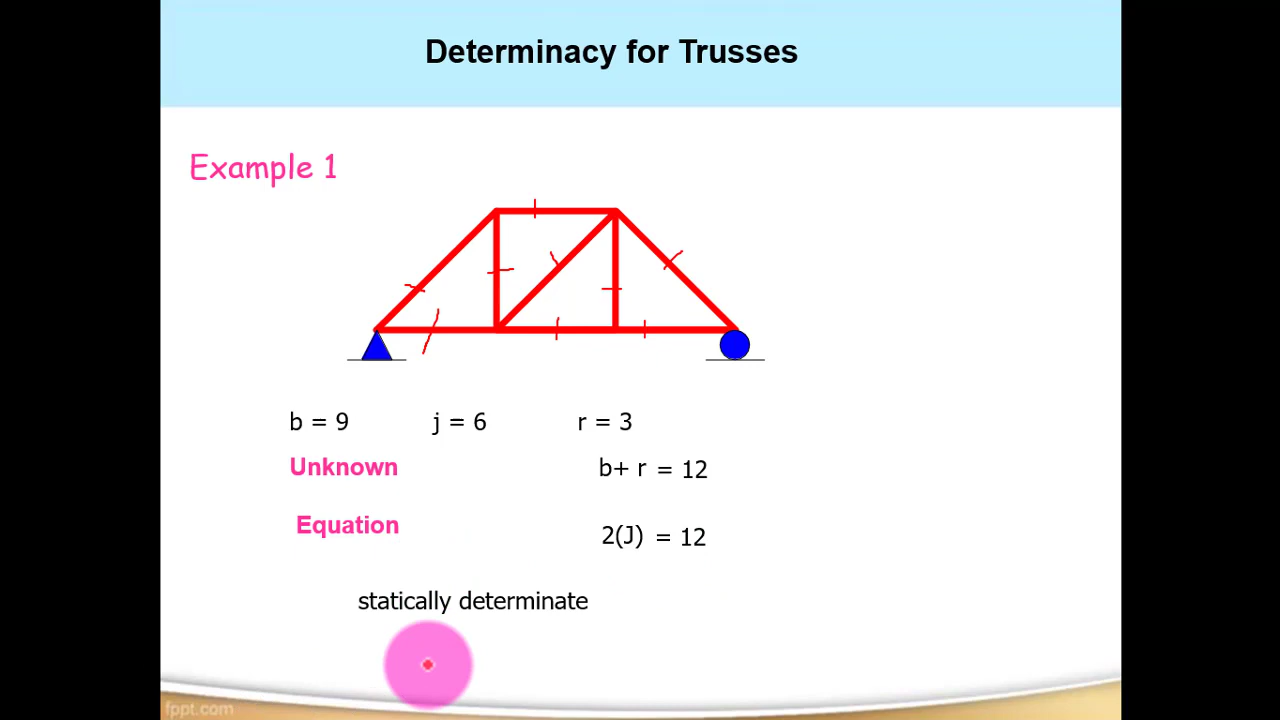 Determinacy for Trusses
Example 1
b = 9 j = 6 r = 3
Unknown b+ r = 12
Equation 2(J) = 12
statically determinate
fppt.com